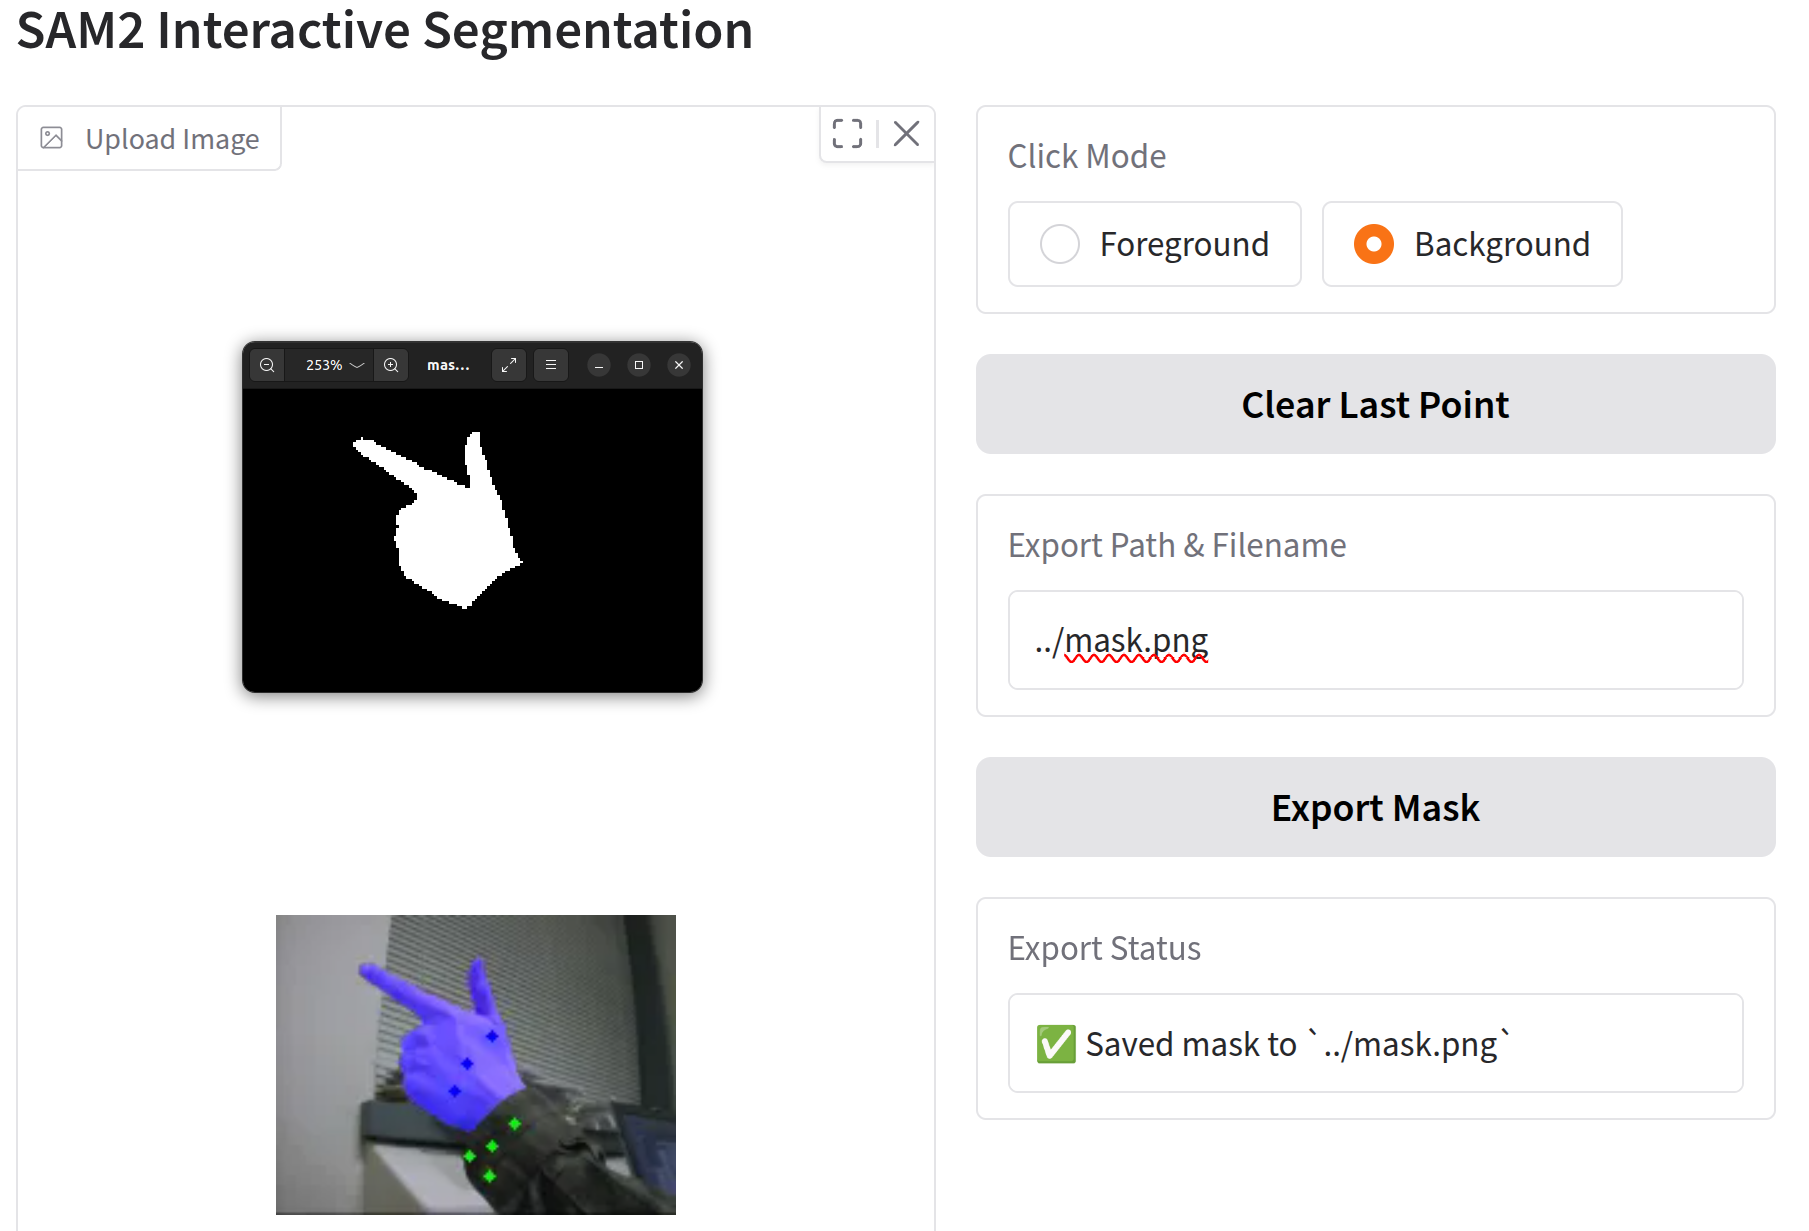 SAM2 Interactive Segmentation
Upload Image
253%
mas...
Click Mode
Foreground
Background
Clear Last Point
Export Path & Filename
../mask.png
Export Mask
Export Status
✅ Saved mask to `../mask.png`